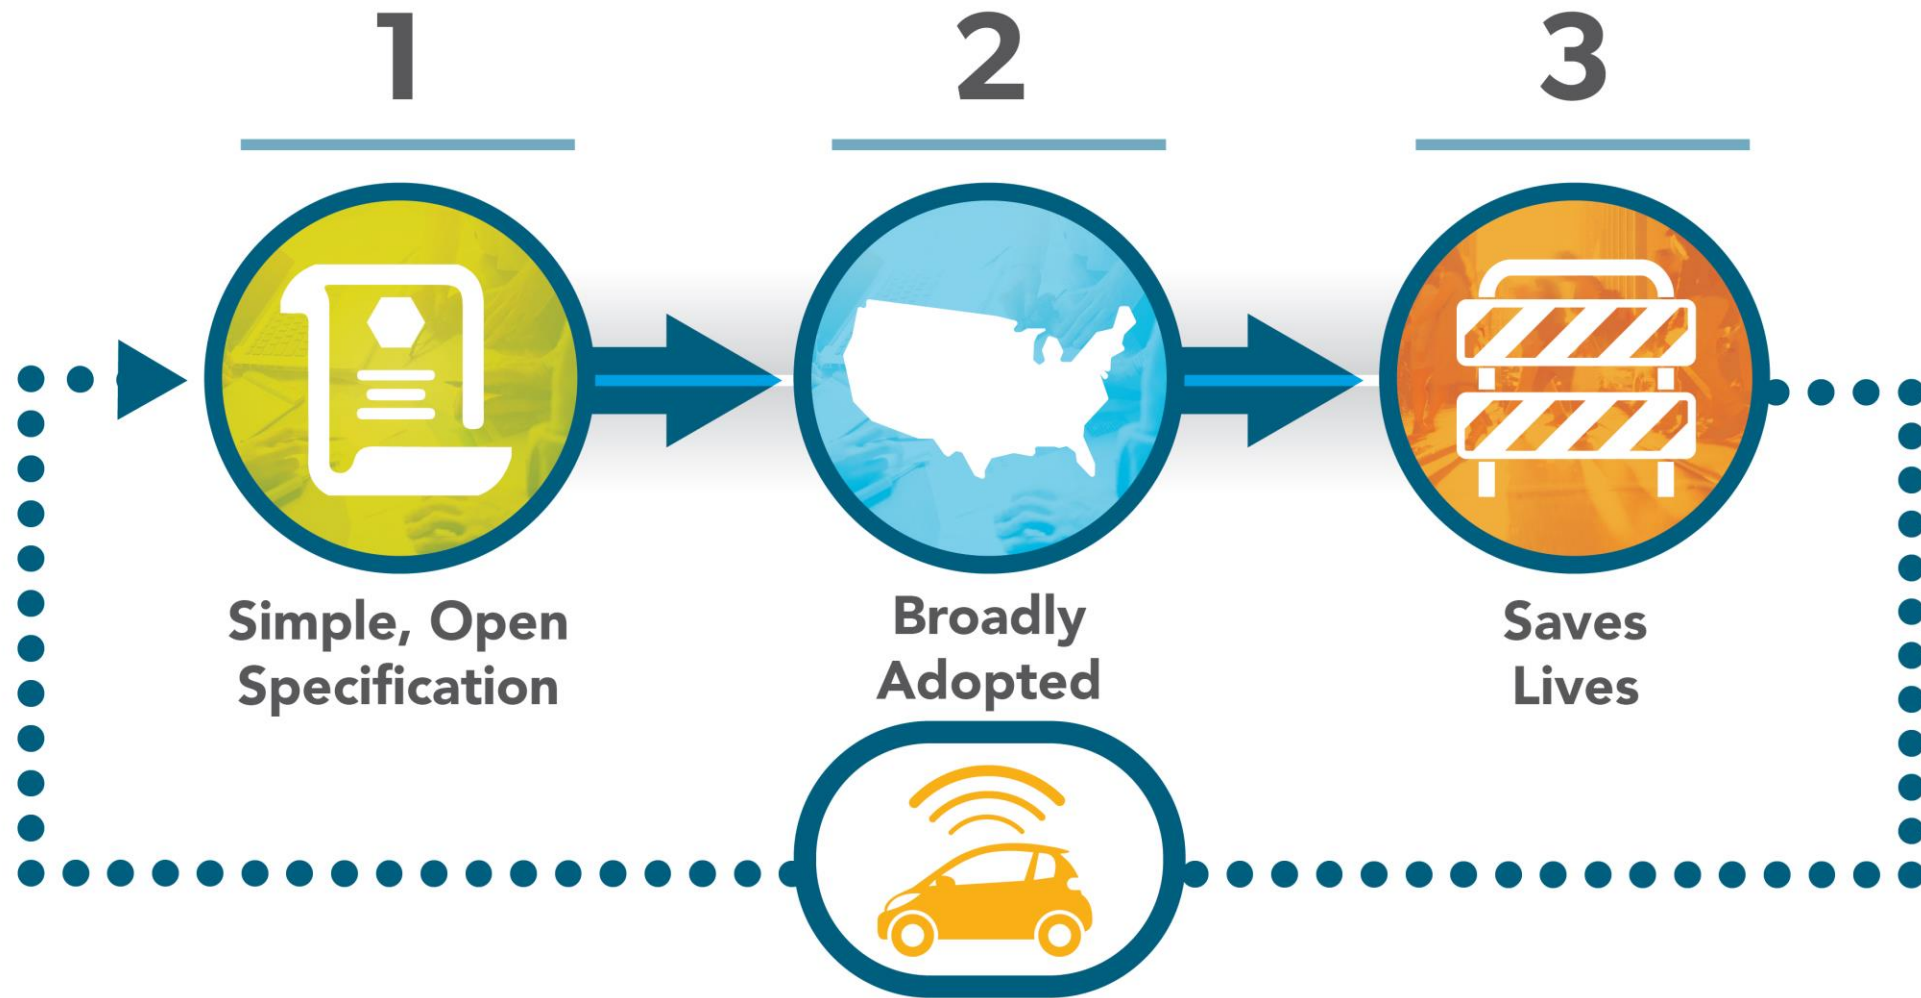 1
2
3
Simple, Open
Specification
Broadly
Adopted
Saves
Lives